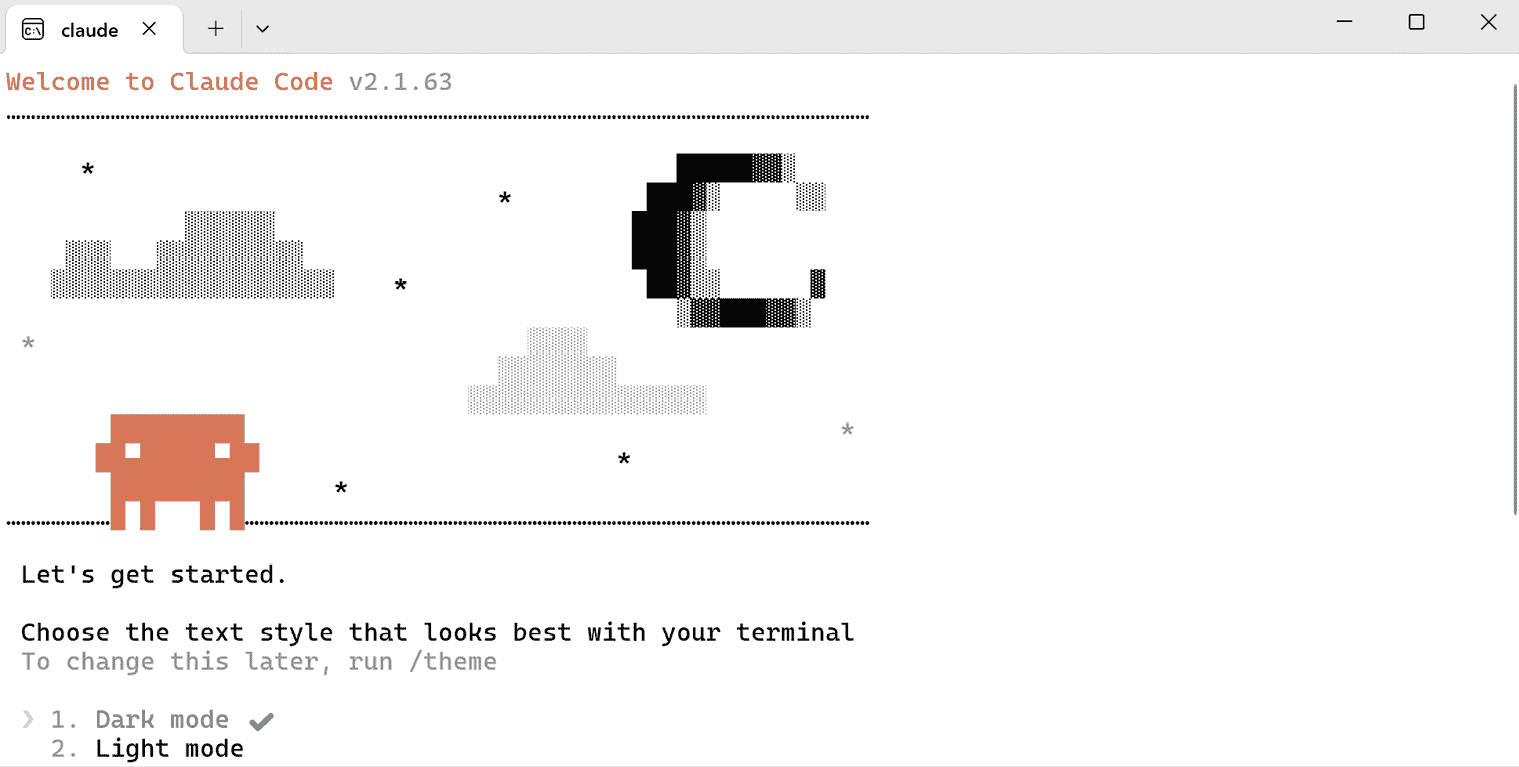 claude
Welcome to Claude Code v2.1.63
Let's get started.
Choose the text style that looks best with your terminal
To change this later, run /theme
❯ 1. Dark mode ✔
2. Light mode